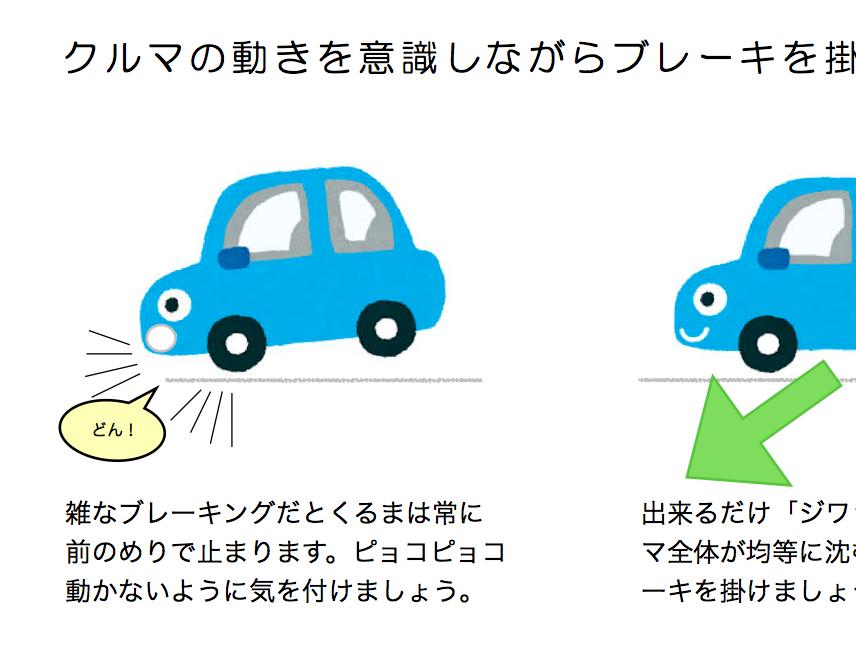 クルマの動きを意識しながらブレーキを掛
どん！
雑なブレーキングだとくるまは常に
前のめりで止まります。ピョコピョコ
動かないように気を付けましょう。
出来るだけ「ジワ
マ全体が均等に沈
ーキを掛けましょ